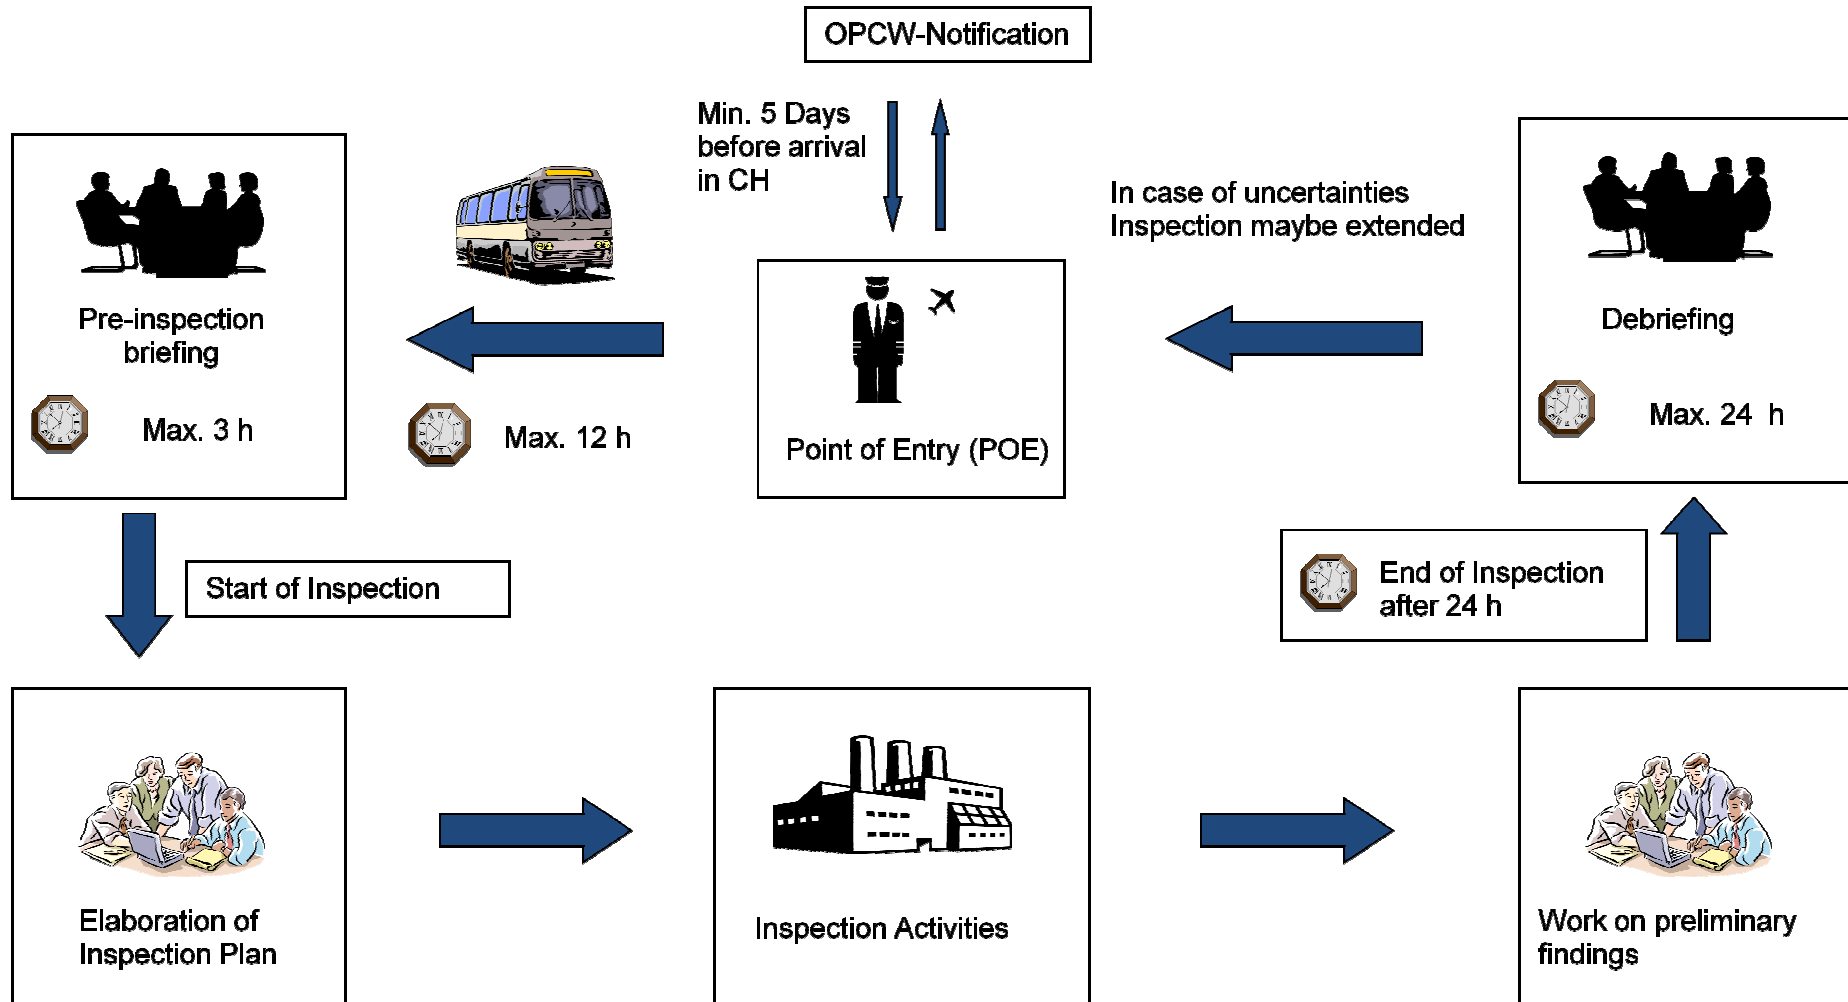 OPCW-Notification
Min. 5 Days
before arrival
in CH
In case of uncertainties
Inspection maybe extended
Pre-inspection
briefing
Max. 3 h
Max. 12 h
Point of Entry (POE)
Debriefing
Max. 24  h
Start of Inspection
End of Inspection
after 24 h
Elaboration of
Inspection Plan
Inspection Activities
Work on preliminary
findings